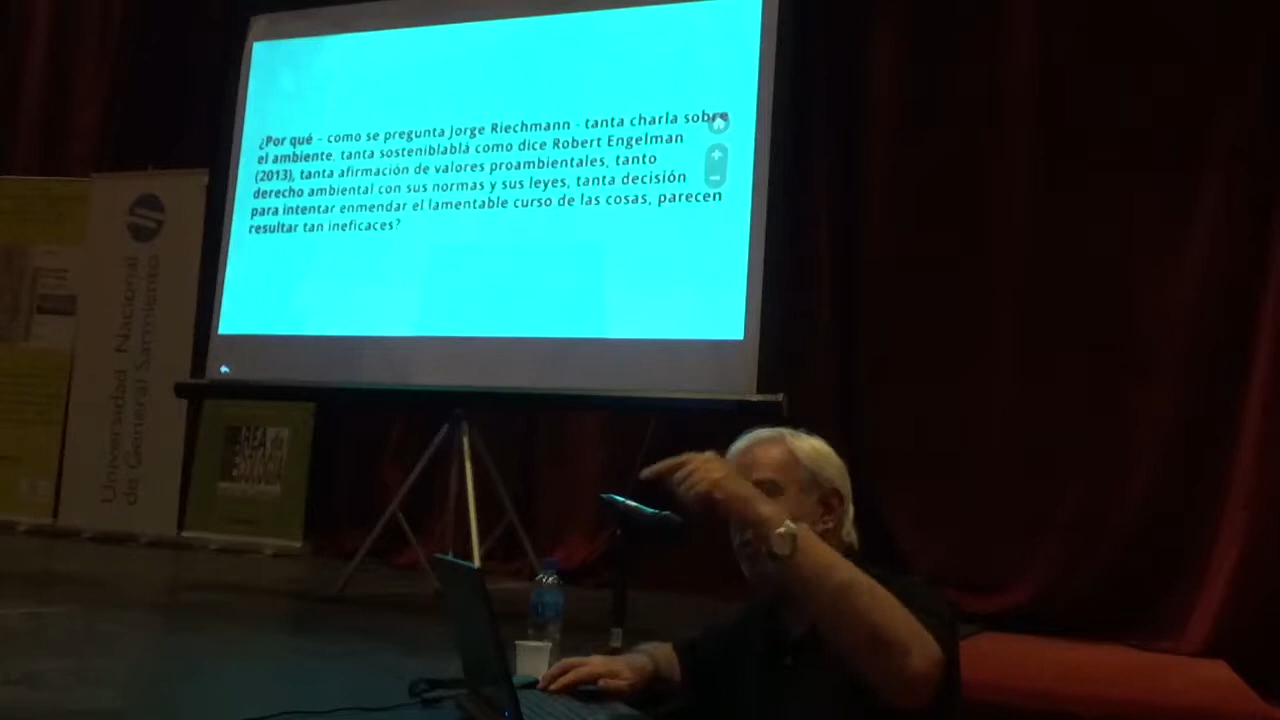 ¿Por qué – como se pregunta Jorge Riechmann - tanta charla sobre
el ambiente, tanta sosteniblablá como dice Robert Engelman
(2013), tanta afirmación de valores proambientales, tanto
derecho ambiental con sus normas y sus leyes, tanta decisión
para intentar enmendar el lamentable curso de las cosas, parecen
resultar tan ineficaces?
Universidad Nacional
de General Sarmiento